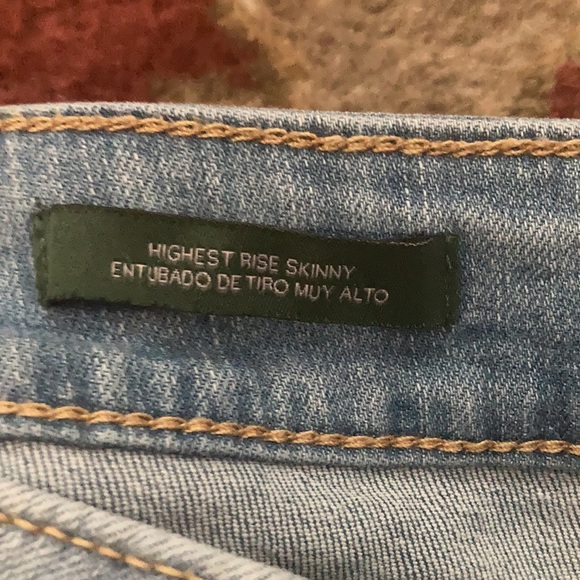 HIGHEST RISE SKINNY
ENTUBADO DE TIRO MUY ALTO